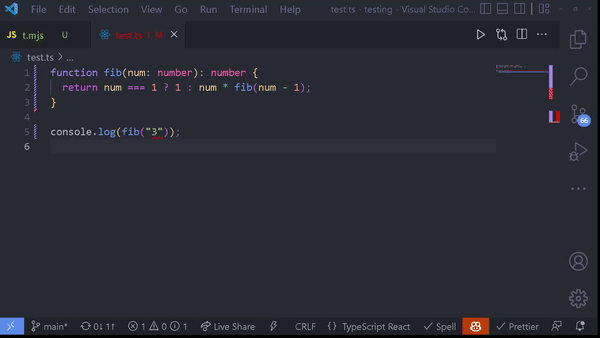 File Edit Selection View Go Run Terminal Help test.ts - testing - Visual Studio Co...
JS t.mjs U test.ts 1, M
test.ts > ...
1 function fib(num: number): number {
2 return num === 1 ? 1 : num * fib(num - 1);
3 }
4
5 console.log(fib("3"));
6
66
main* 0↓ 1↑ 1 0 1 Live Share CRLF {} TypeScript React Spell Prettier